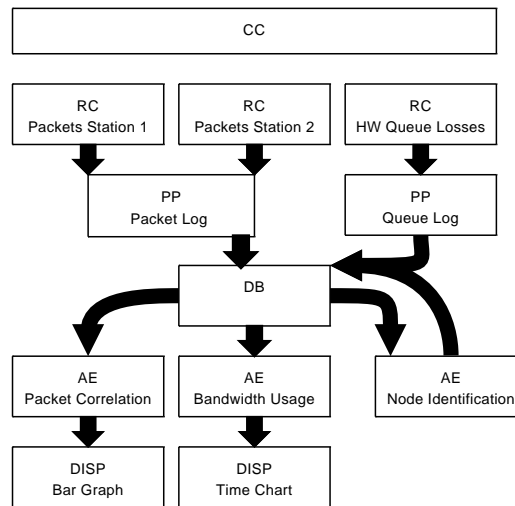 CC
RC
Packets Station 1
RC
Packets Station 2
RC
HW Queue Losses
PP
Packet Log
PP
Queue Log
DB
AE
Packet Correlation
AE
Bandwidth Usage
AE
Node Identification
DISP
Bar Graph
DISP
Time Chart